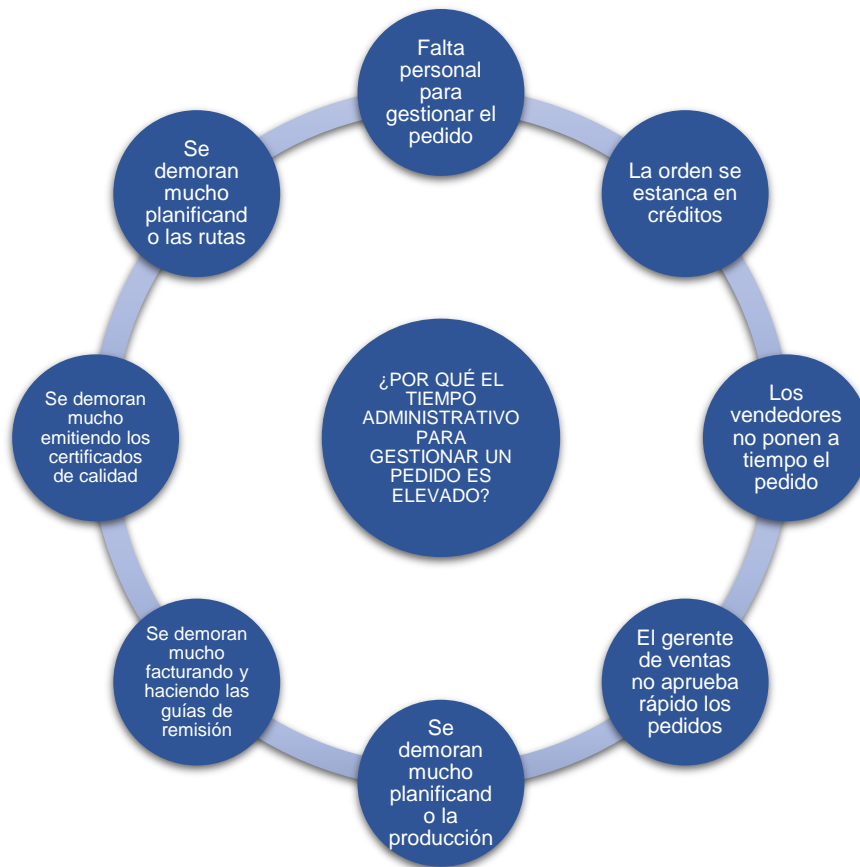 Falta
personal
para
gestionar el
pedido
La orden se
estanca en
créditos
Los
vendedores
no ponen a
tiempo el
pedido
El gerente
de ventas
no aprueba
rápido los
pedidos
Se
demoran
mucho
planificand
o la
producción
Se demoran
mucho
facturando y
haciendo las
guías de
remisión
Se demoran
mucho
emitiendo los
certificados
de calidad
Se
demoran
mucho
planificand
o las rutas
¿POR QUÉ EL
TIEMPO
ADMINISTRATIVO
PARA
GESTIONAR UN
PEDIDO ES
ELEVADO?